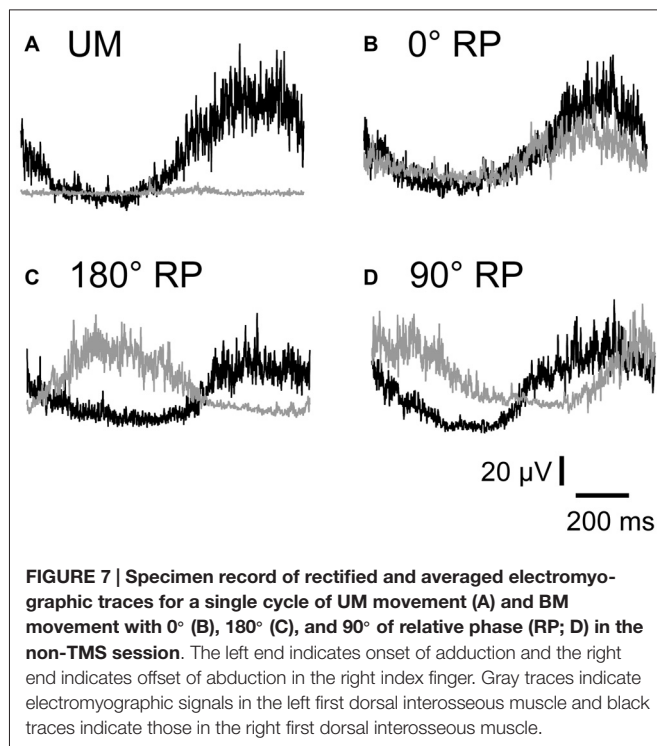 A UM
B 0° RP
C 180° RP
D 90° RP
20 µV
200 ms
FIGURE 7 | Specimen record of rectified and averaged electromyo-
graphic traces for a single cycle of UM movement (A) and BM
movement with 0° (B), 180° (C), and 90° of relative phase (RP; D) in the
non-TMS session. The left end indicates onset of adduction and the right
end indicates offset of abduction in the right index finger. Gray traces indicate
electromyographic signals in the left first dorsal interosseous muscle and black
traces indicate those in the right first dorsal interosseous muscle.